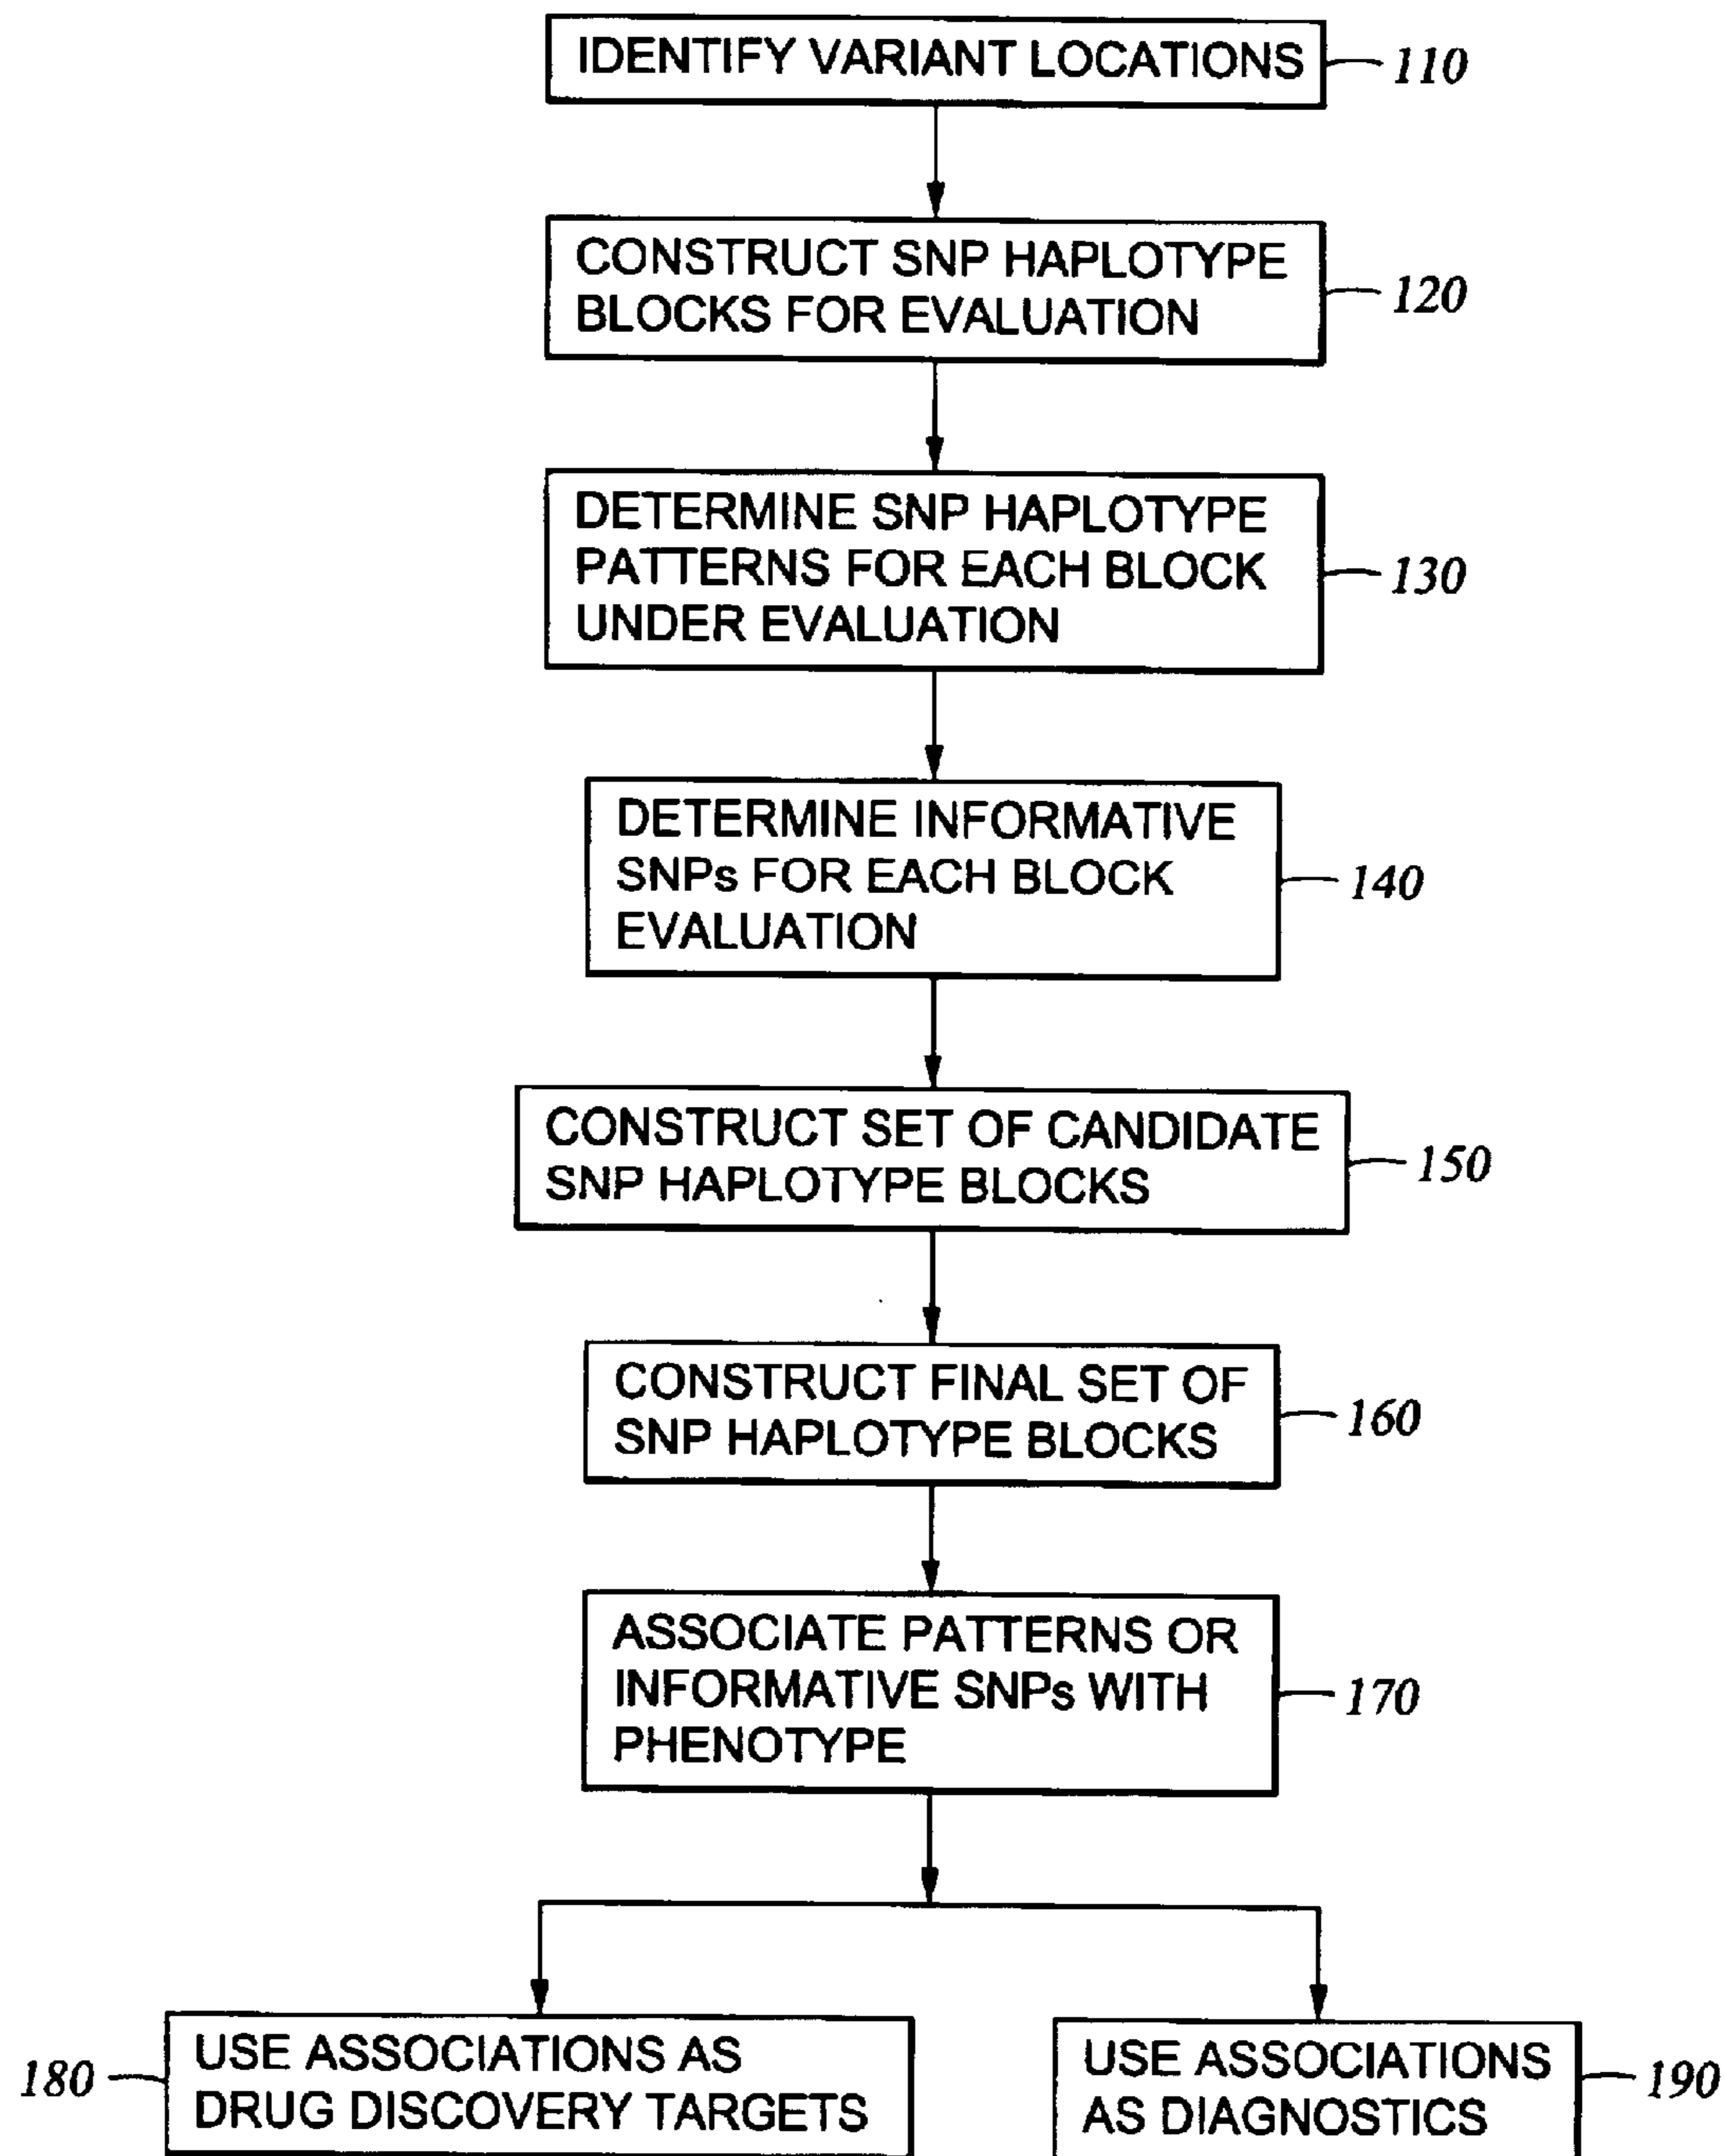 IDENTIFY VARIANT LOCATIONS
110
CONSTRUCT SNP HAPLOTYPE
BLOCKS FOR EVALUATION
120
DETERMINE SNP HAPLOTYPE
PATTERNS FOR EACH BLOCK
UNDER EVALUATION
130
DETERMINE INFORMATIVE
SNPs FOR EACH BLOCK
EVALUATION
140
CONSTRUCT SET OF CANDIDATE
SNP HAPLOTYPE BLOCKS
150
CONSTRUCT FINAL SET OF
SNP HAPLOTYPE BLOCKS
160
ASSOCIATE PATTERNS OR
INFORMATIVE SNPs WITH
PHENOTYPE
170
180
USE ASSOCIATIONS AS
DRUG DISCOVERY TARGETS
USE ASSOCIATIONS
AS DIAGNOSTICS
190